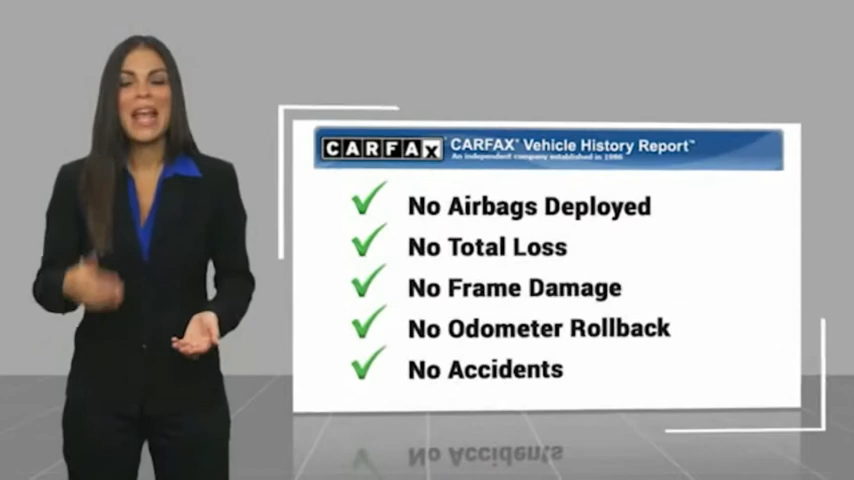 CARFAX CARFAX® Vehicle History Report™
An independent company established in 1986
No Airbags Deployed
No Total Loss
No Frame Damage
No Odometer Rollback
No Accidents
No Accidents